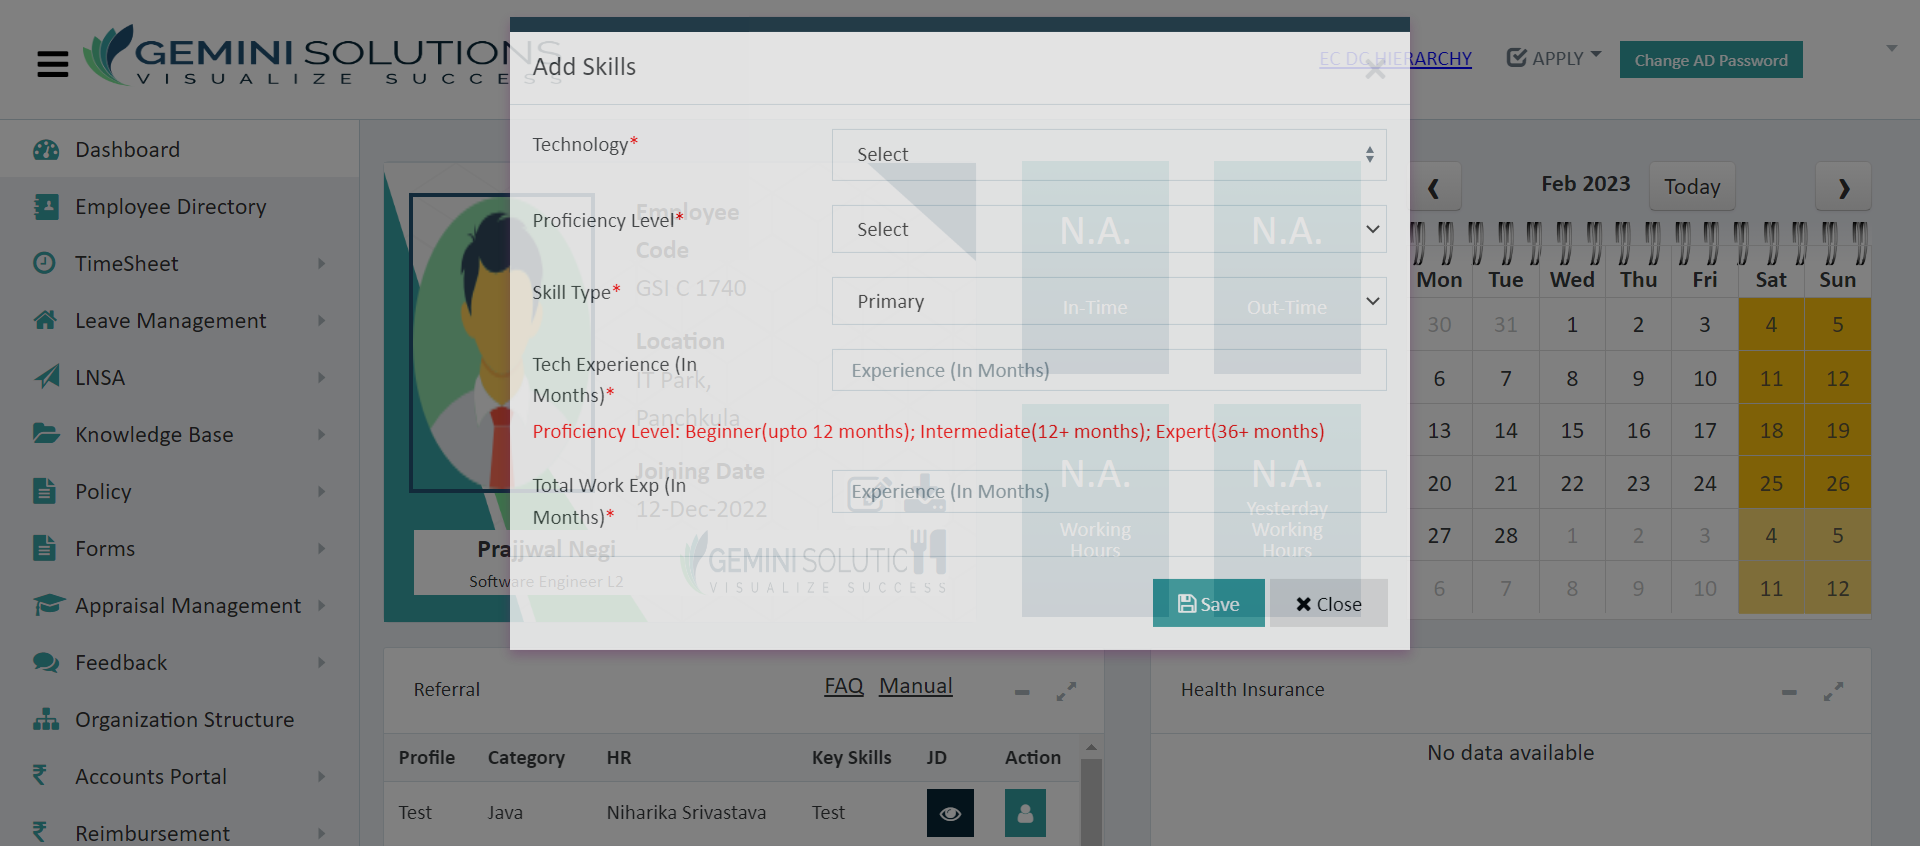 GEMINI SOLUTIONS
VISUALIZE SUCCESS
EC DC HIERARCHY
APPLY
Change AD Password
Dashboard
Employee Directory
TimeSheet
Leave Management
LNSA
Knowledge Base
Policy
Forms
Appraisal Management
Feedback
Organization Structure
Accounts Portal
Reimbursement
Add Skills
Technology*
Select
Proficiency Level*
Select
Skill Type*
Primary
Tech Experience (In
Months)*
Experience (In Months)
Proficiency Level: Beginner(upto 12 months); Intermediate(12+ months); Expert(36+ months)
Total Work Exp (In
Months)*
Experience (In Months)
Save
Close
Employee
Code
GSI C 1740
Location
IT Park,
Panchkula
Joining Date
12-Dec-2022
Prajjwal Negi
Software Engineer L2
GEMINI SOLUTIC
VISUALIZE SUCCESS
N.A.
In-Time
N.A.
Out-Time
N.A.
Working
Hours
N.A.
Yesterday
Working
Hours
Feb 2023
Today
Mon Tue Wed Thu Fri Sat Sun
30 31 1 2 3 4 5
6 7 8 9 10 11 12
13 14 15 16 17 18 19
20 21 22 23 24 25 26
27 28 1 2 3 4 5
6 7 8 9 10 11 12
Referral
FAQ Manual
Profile Category HR Key Skills JD Action
Test Java Niharika Srivastava Test
Health Insurance
No data available